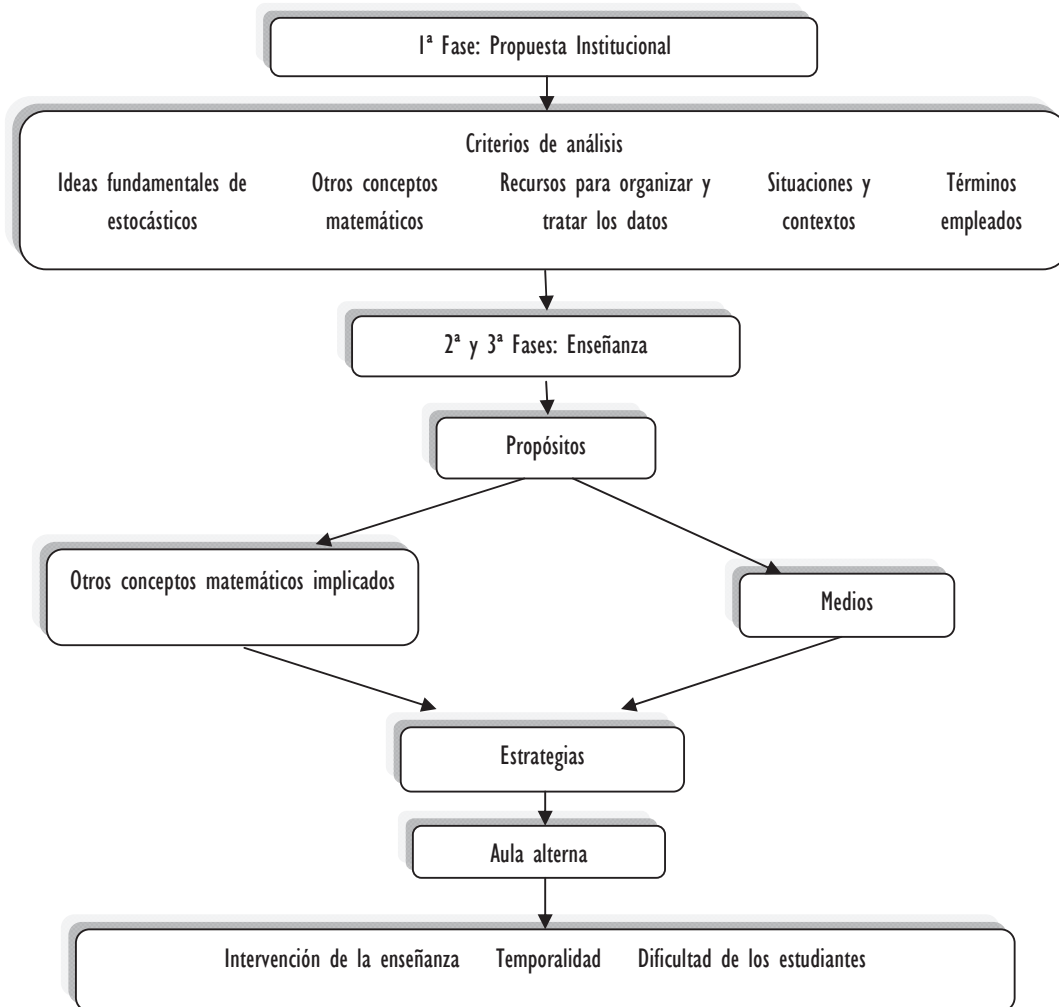 1ª Fase: Propuesta Institucional
Criterios de análisis
Ideas fundamentales de
estocásticos
Otros conceptos
matemáticos
Recursos para organizar y
tratar los datos
Situaciones y
contextos
Términos
empleados
2ª y 3ª Fases: Enseñanza
Propósitos
Otros conceptos matemáticos implicados
Medios
Estrategias
Aula alterna
Intervención de la enseñanza Temporalidad Dificultad de los estudiantes